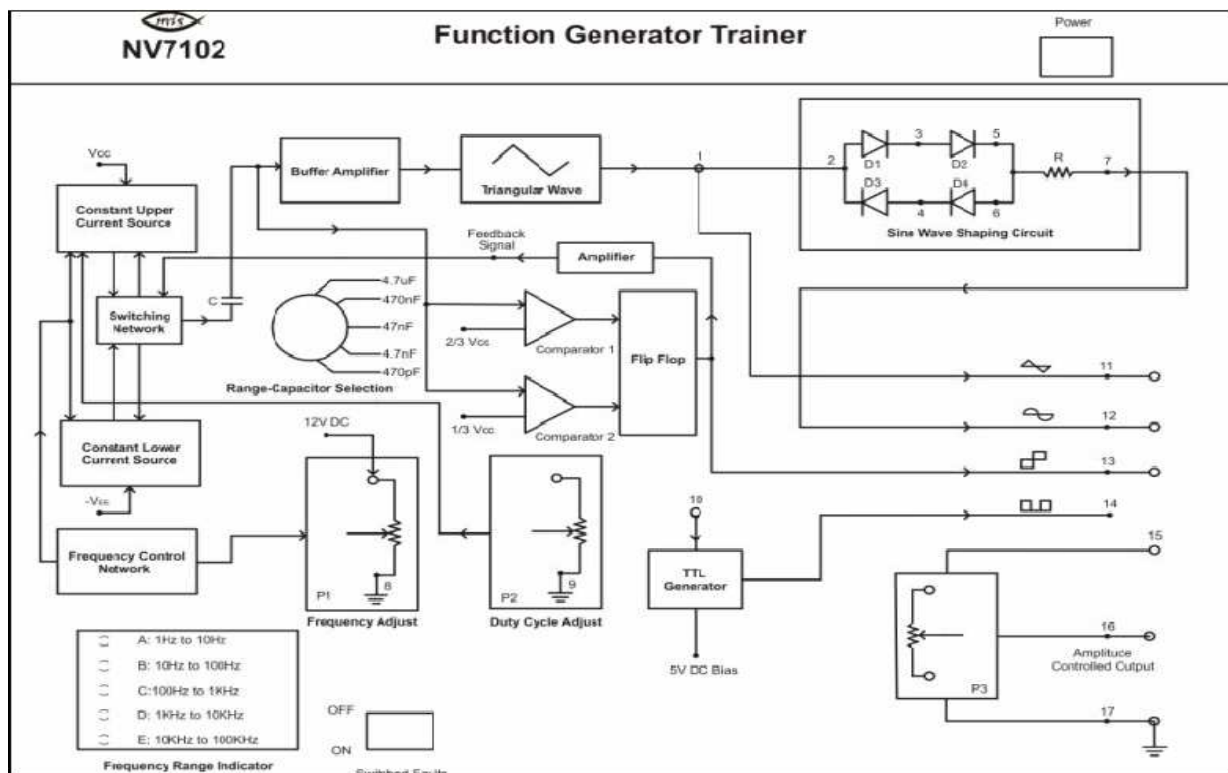 mfs
NV7102
Function Generator Trainer
Power
Vcc
Constant Upper
Current Source
Buffer Amplifier
Triangular Wave
1
2
3
5
D1
D2
R
7
D3
D4
4
6
Sine Wave Shaping Circuit
Feedback
Signal
Amplifier
Switching
Network
C
4.7uF
470nF
47nF
4.7nF
470pF
Range-Capacitor Selection
2/3 Vcc
Comparator 1
Flip Flop
1/3 Vcc
Comparator 2
11
12
13
14
15
Constant Lower
Current Source
-VEE
12V DC
Frequency Control
Network
8
P1
Frequency Adjust
9
P2
Duty Cycle Adjust
10
TTL
Generator
5V DC Bias
16
Amplituce
Controlled Cutput
P3
17
A: 1Hz to 10Hz
B: 10Hz to 100Hz
C:100Hz to 1KHz
D: 1KHz to 10KHz
E: 10KHz to 100KHz
Frequency Range Indicator
OFF
ON
Switched